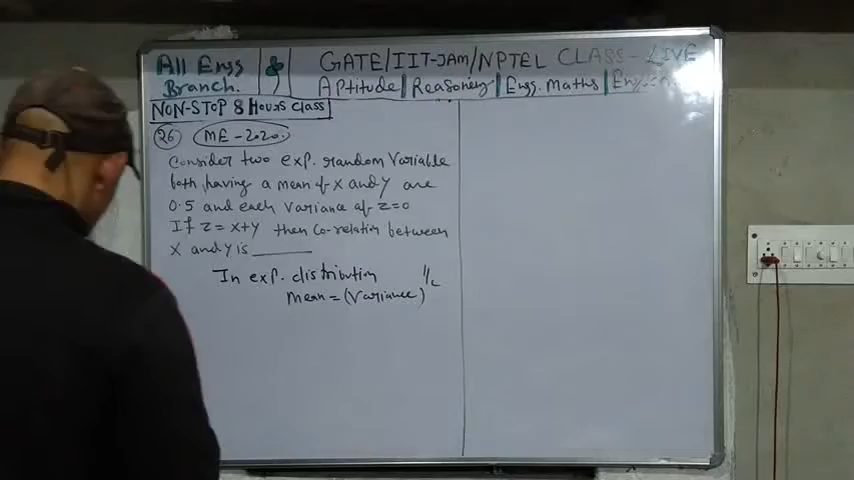 All Engg Branch.
GATE/IIT-JAM/NPTEL CLASS-LIVE
Aptitude | Reasoning | Engg. Maths |
NON-STOP 8 Hours class
26 ME-2020
Consider two exp. random Variable
both having a mean of X and Y are
0.5 and each variance of Z=0
If Z = X+Y then Co-relation between
X and Y is ______
In exp. distribution
Mean = (Variance)^1/2